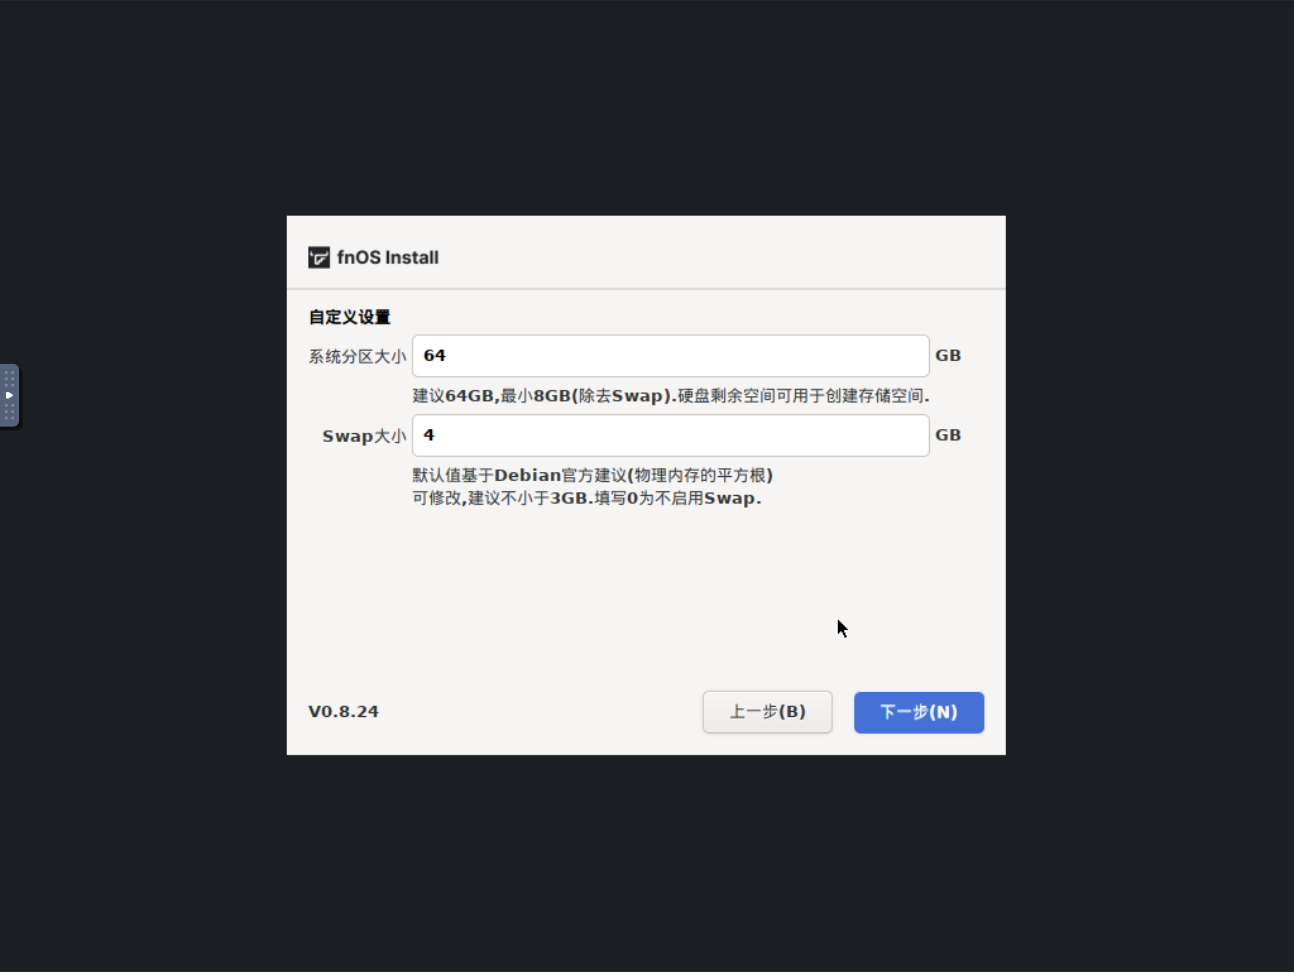 fnOS Install
自定义设置
系统分区大小 64 GB
建议64GB,最小8GB(除去Swap).硬盘剩余空间可用于创建存储空间.
Swap大小 4 GB
默认值基于Debian官方建议(物理内存的平方根)
可修改,建议不小于3GB.填写0为不启用Swap.
V0.8.24 上一步(B) 下一步(N)